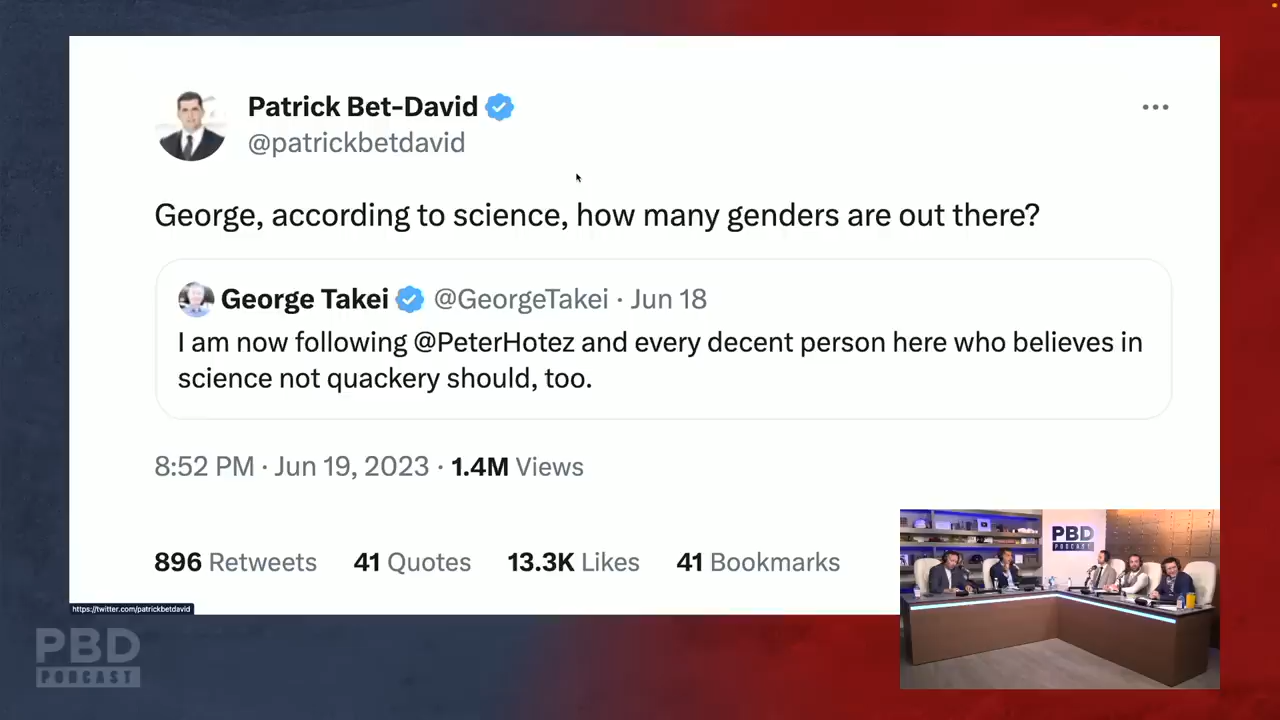 Patrick Bet-David
@patrickbetdavid
George, according to science, how many genders are out there?
George Takei @GeorgeTakei · Jun 18
I am now following @PeterHotez and every decent person here who believes in
science not quackery should, too.
8:52 PM · Jun 19, 2023 · 1.4M Views
896 Retweets 41 Quotes 13.3K Likes 41 Bookmarks
https://twitter.com/patrickbetdavid
PBD
PODCAST
PBD
PODCAST